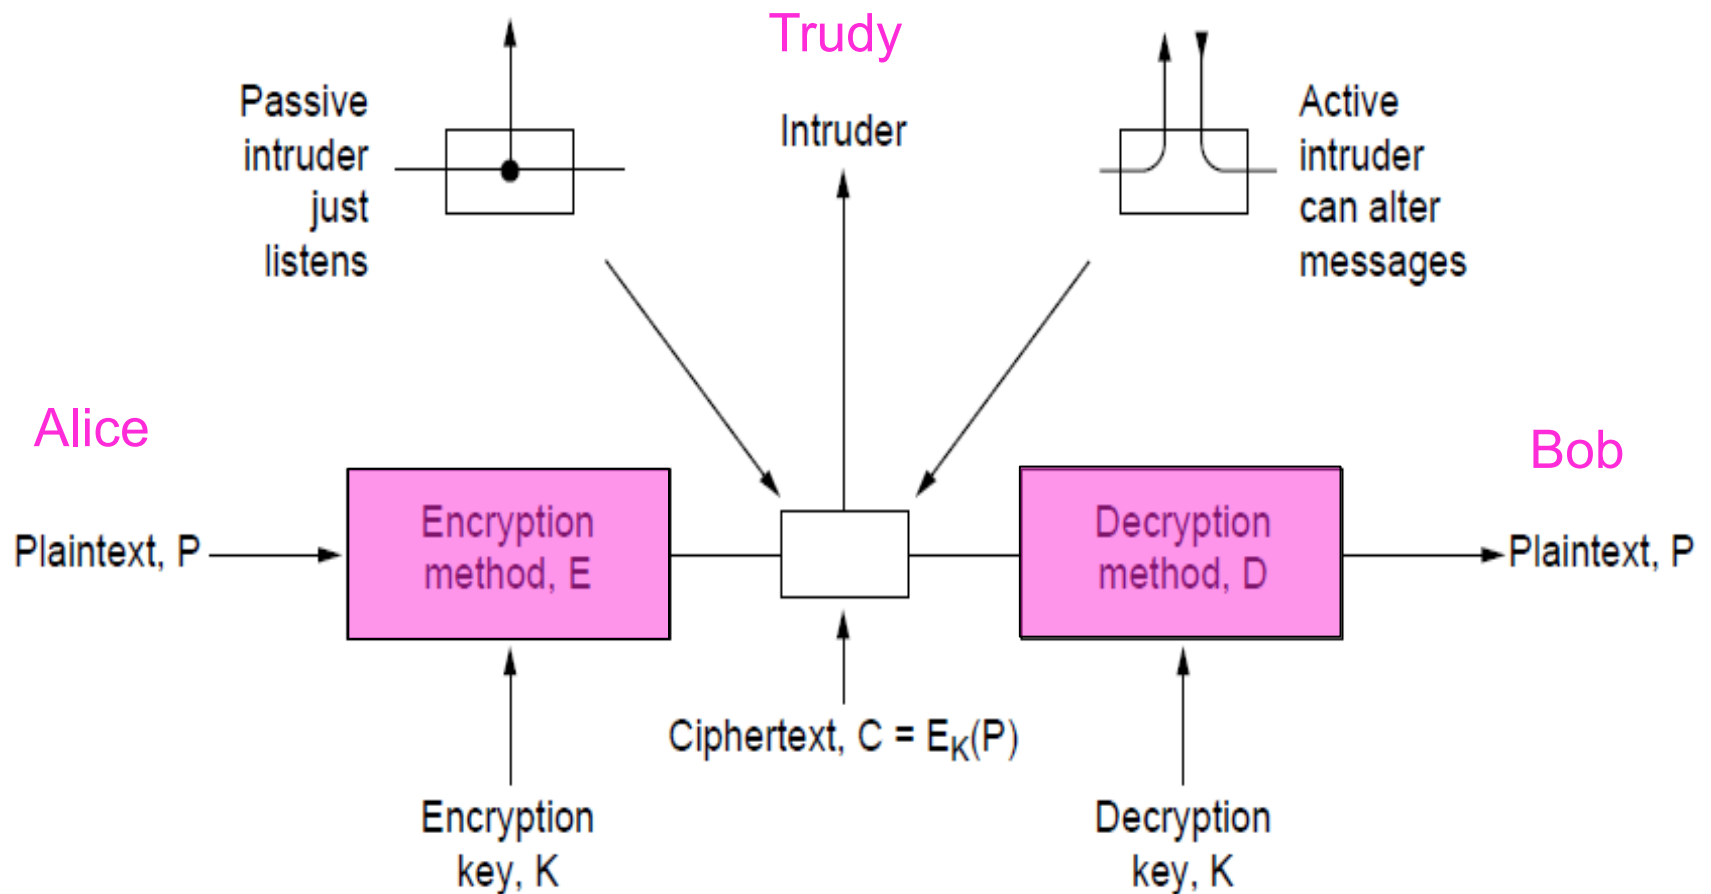 Trudy
Passive
intruder
just
listens
Intruder
Active
intruder
can alter
messages
Alice
Bob
Plaintext, P
Encryption
method, E
Decryption
method, D
Plaintext, P
Ciphertext, C = E_K(P)
Encryption
key, K
Decryption
key, K